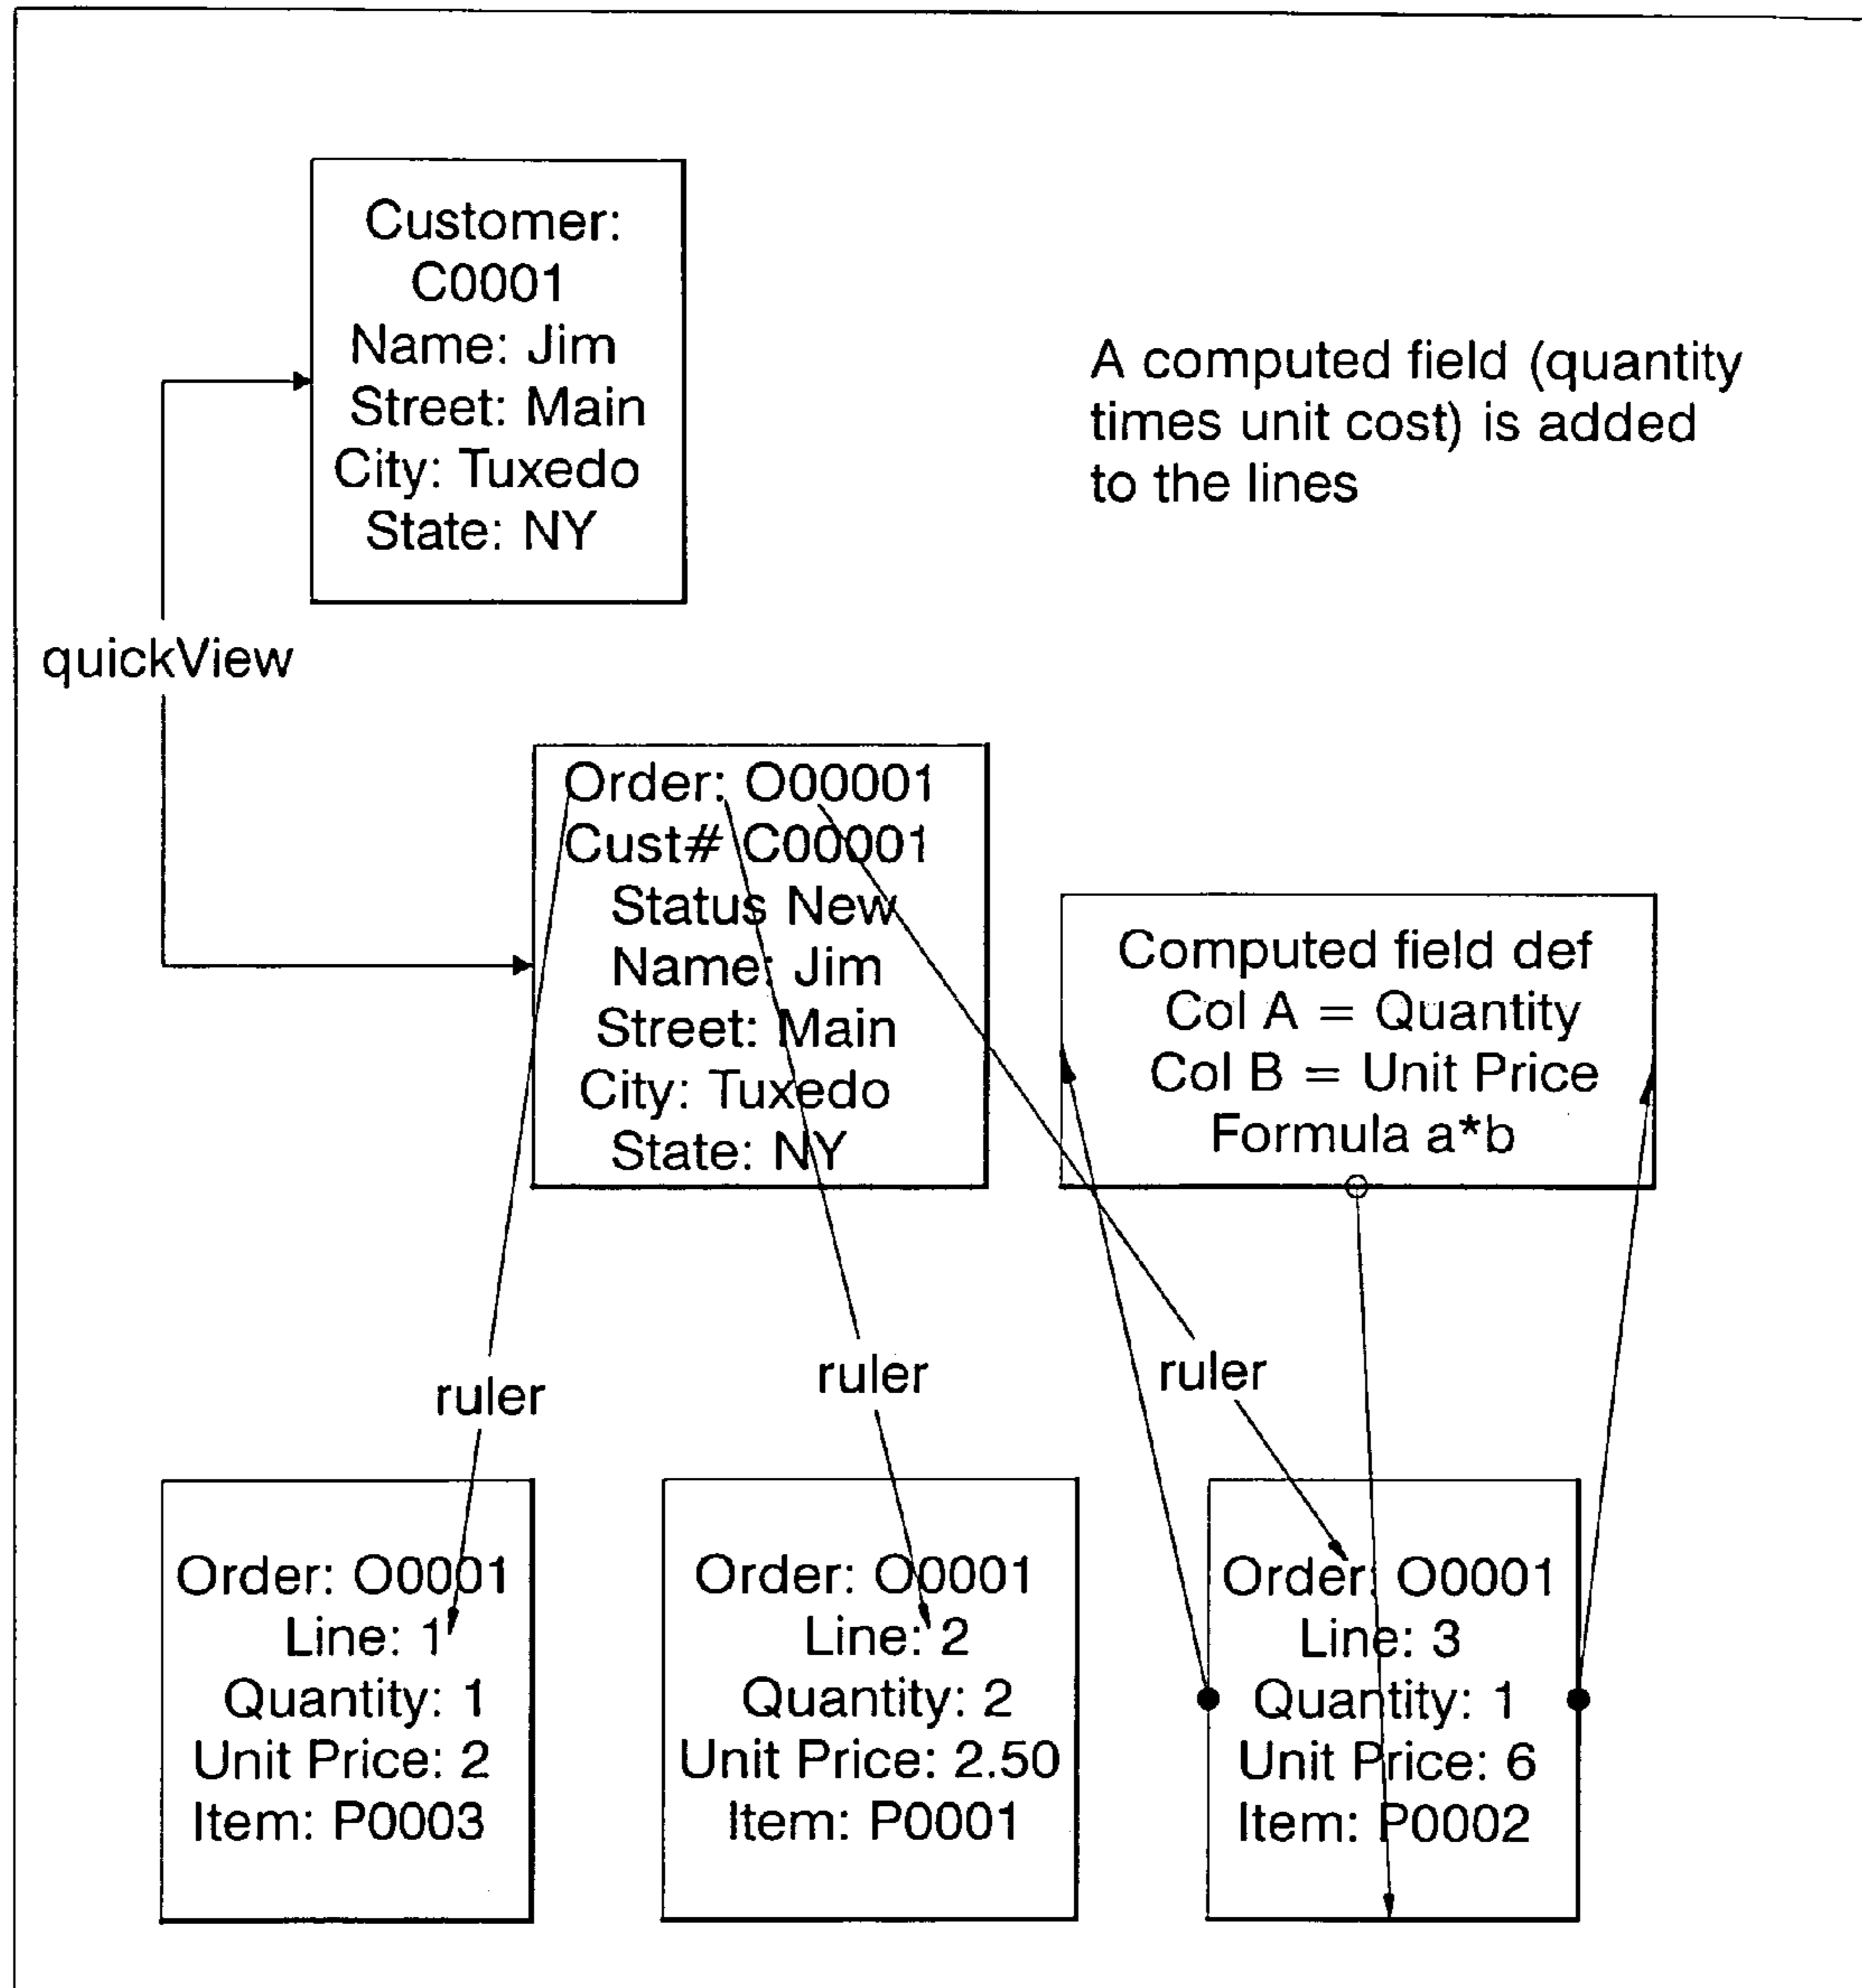 Customer:
C0001
Name: Jim
Street: Main
City: Tuxedo
State: NY
A computed field (quantity
times unit cost) is added
to the lines
quickView
Order: O00001
Cust# C00001
Status New
Name: Jim
Street: Main
City: Tuxedo
State: NY
Computed field def
Col A = Quantity
Col B = Unit Price
Formula a*b
ruler
ruler
ruler
Order: O0001
Line: 1
Quantity: 1
Unit Price: 2
Item: P0003
Order: O0001
Line: 2
Quantity: 2
Unit Price: 2.50
Item: P0001
Order: O0001
Line: 3
Quantity: 1
Unit Price: 6
Item: P0002